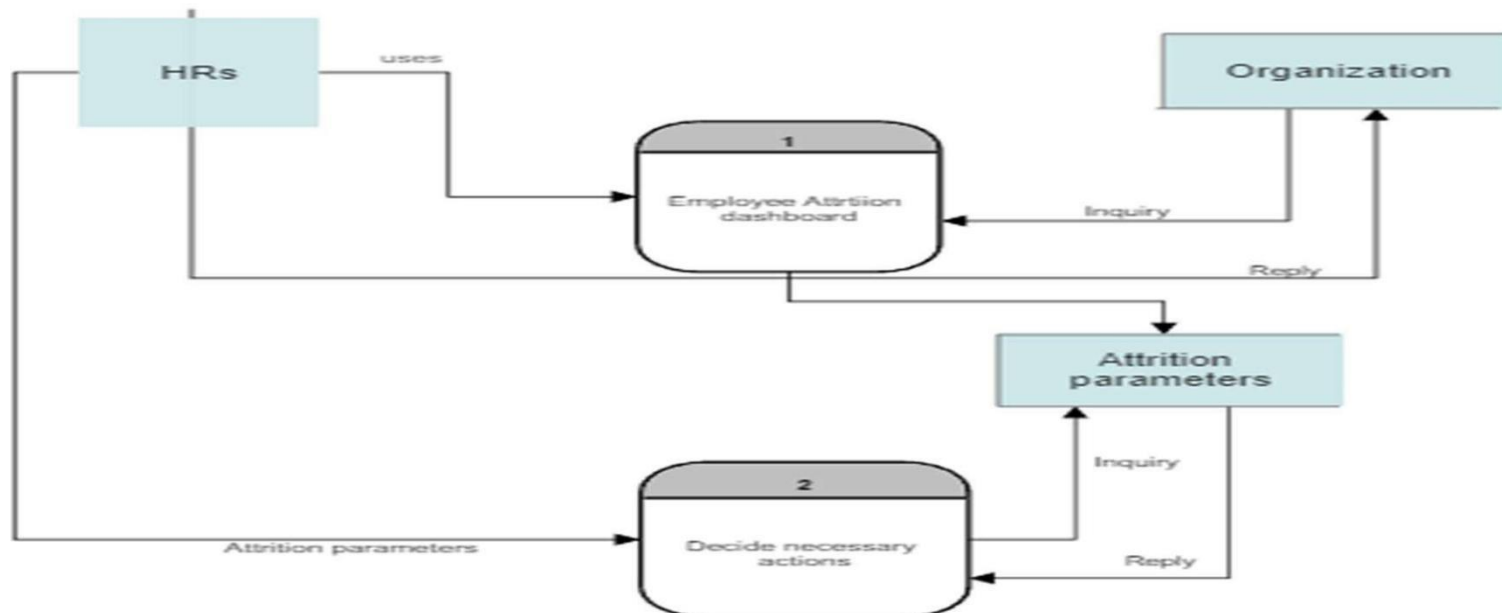 uses
HRs
Organization
1
Employee Attrtiion
dashboard
Inquiry
Reply
Attrition
parameters
Inquiry
2
Attrition parameters
Decide necessary
actions
Reply